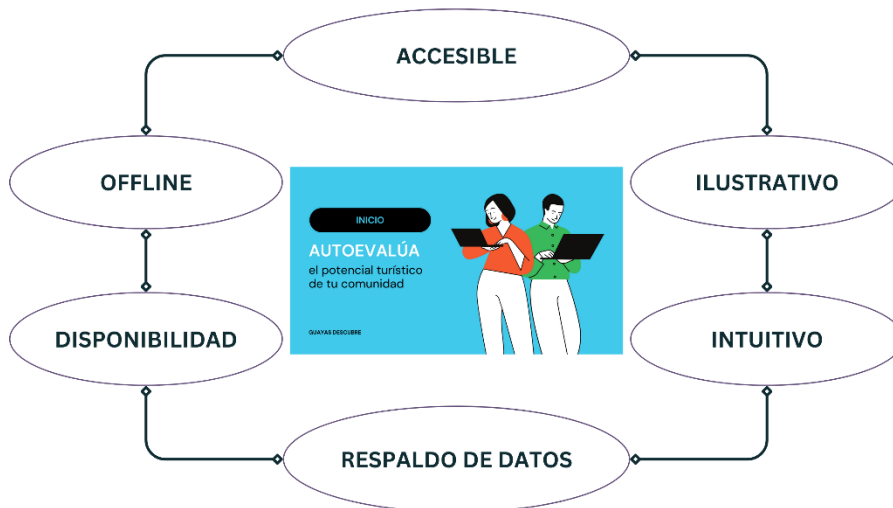 ACCESIBLE
OFFLINE
ILUSTRATIVO
INICIO
AUTOEVALÚA
el potencial turístico
de tu comunidad
GUAYAS DESCUBRE
DISPONIBILIDAD
INTUITIVO
RESPALDO DE DATOS